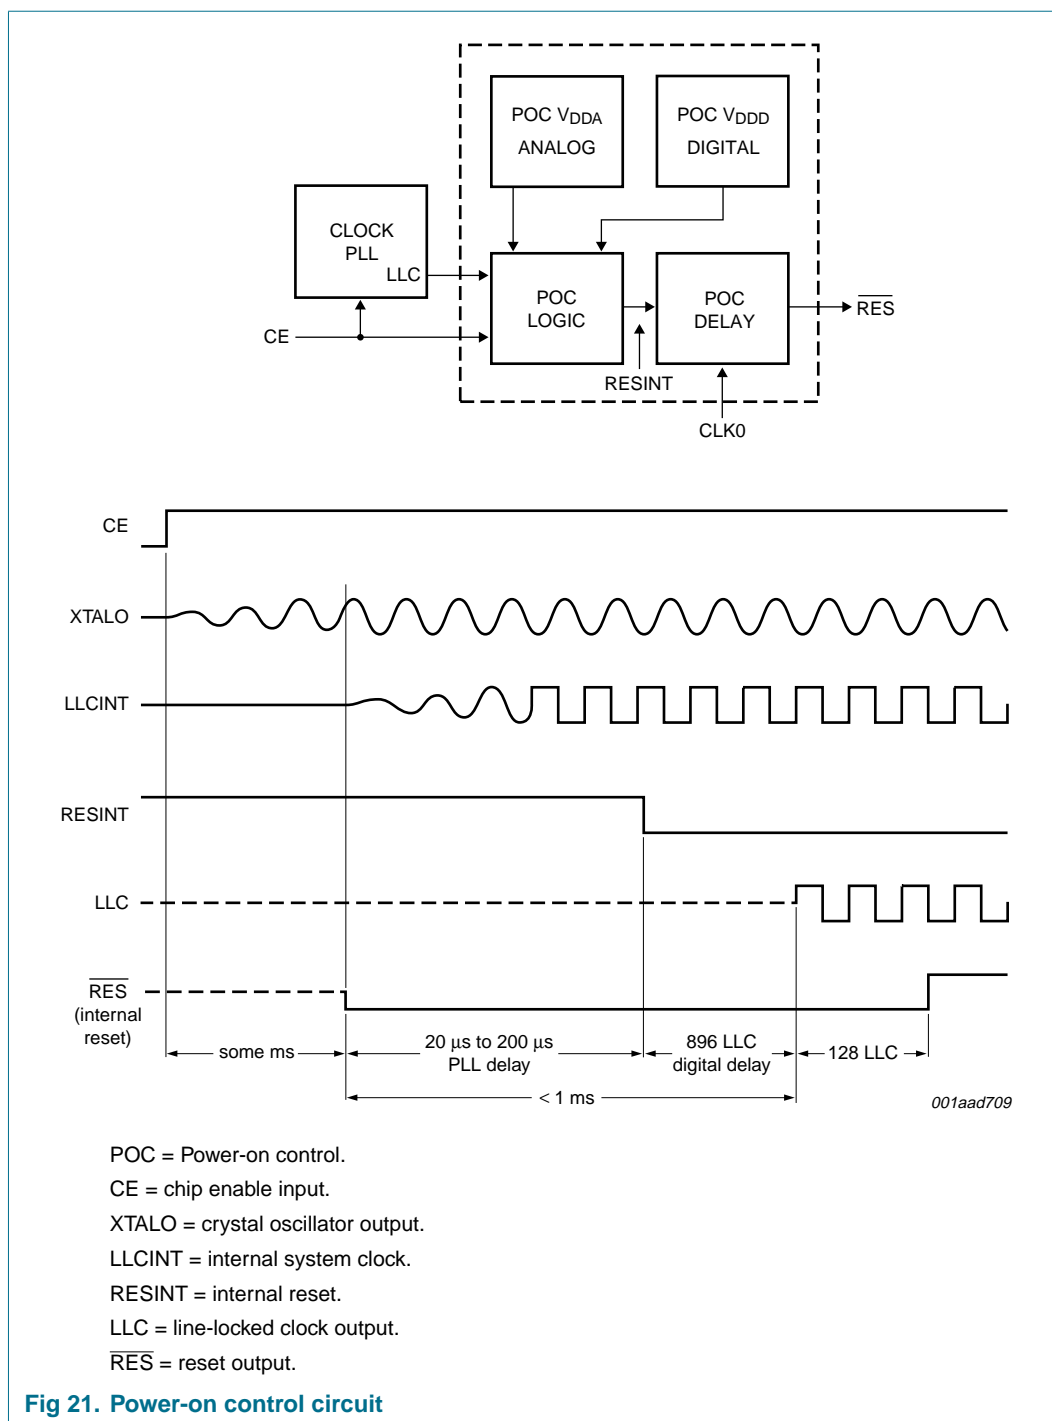 POC VDDA
ANALOG
POC VDDD
DIGITAL
CLOCK
PLL
LLC
POC
LOGIC
POC
DELAY
RES
CE
RESINT
CLK0
CE
XTALO
LLCINT
RESINT
LLC
RES
(internal
reset)
some ms
20 μs to 200 μs
PLL delay
896 LLC
digital delay
128 LLC
< 1 ms
001aad709
POC = Power-on control.
CE = chip enable input.
XTALO = crystal oscillator output.
LLCINT = internal system clock.
RESINT = internal reset.
LLC = line-locked clock output.
RES = reset output.
Fig 21. Power-on control circuit